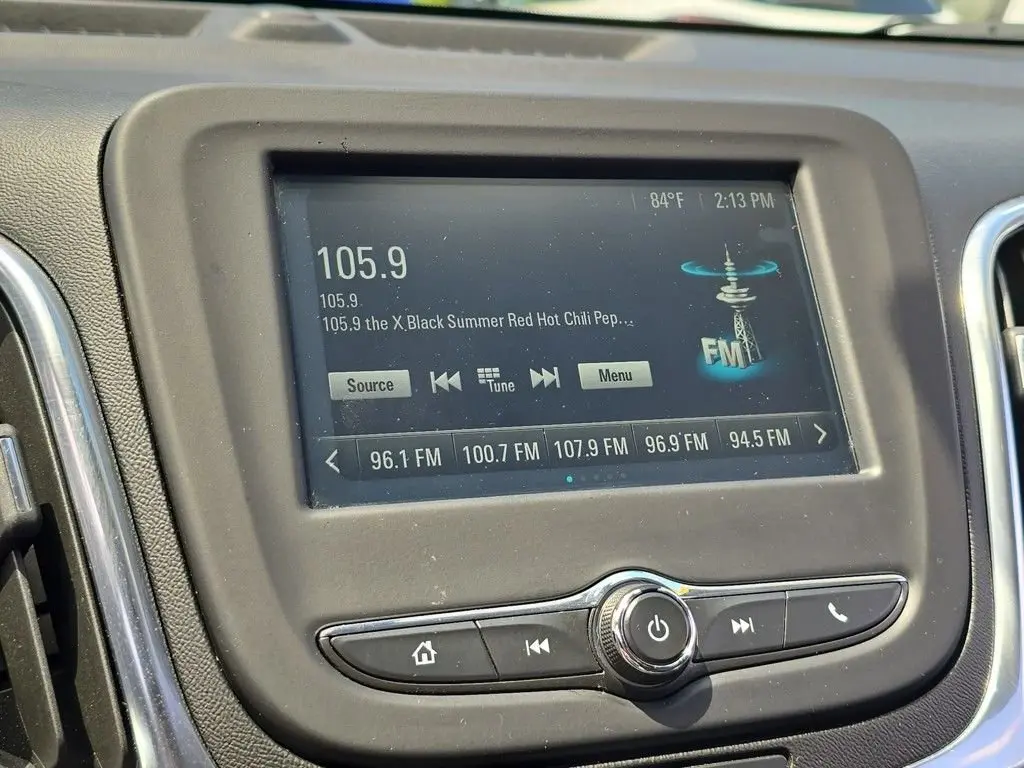 84°F 2:13 PM
105.9
105.9
105.9 the X,Black Summer Red Hot Chili Pep...
FM
Source Tune Menu
96.1 FM 100.7 FM 107.9 FM 96.9 FM 94.5 FM